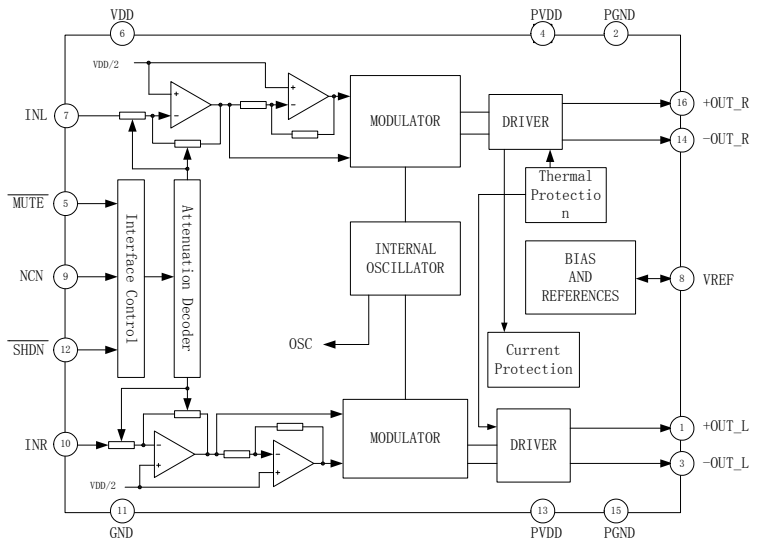 VDD
6
PVDD
4
PGND
2
VDD/2
INL
7
MODULATOR
DRIVER
16
+OUT_R
14
-OUT_R
Thermal
Protectio
n
MUTE
5
NCN
9
SHDN
12
Interface Control
Attenuation Decoder
INTERNAL
OSCILLATOR
OSC
BIAS
AND
REFERENCES
8
VREF
Current
Protection
INR
10
VDD/2
MODULATOR
DRIVER
1
+OUT_L
3
-OUT_L
11
GND
13
PVDD
15
PGND